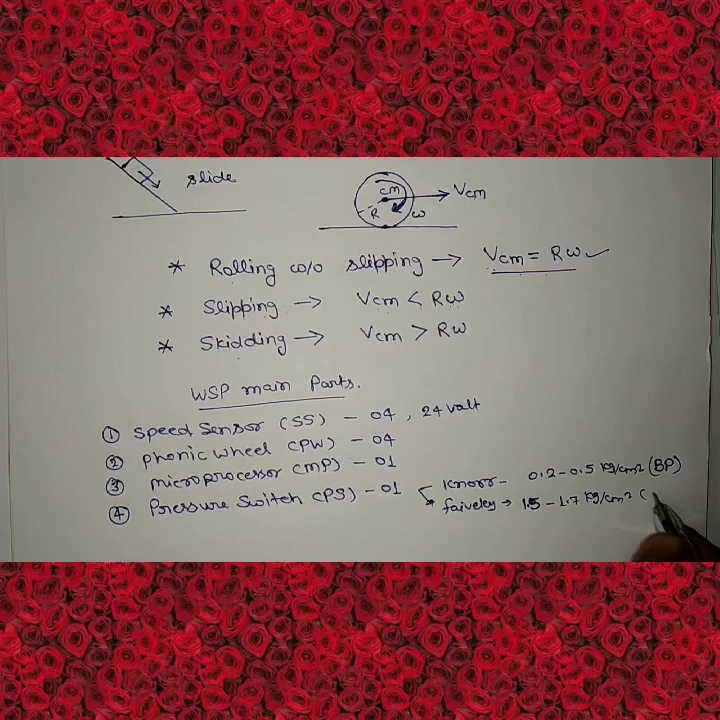 slide
cm
Vcm
R
ω
* Rolling w/o slipping → Vcm = Rω ✓
* Slipping → Vcm < Rω
* Skidding → Vcm > Rω
WSP main Parts.
① Speed Sensor (SS) – 04 , 24 Valt
② phonic wheel (PW) – 04
③ microprocessor (MP) – 01
④ Pressure Switch (PS) – 01
Knorr – 0.2 – 0.5 kg/cm2 (BP)
* faiveley → 1.5 – 1.7 kg/cm2 (